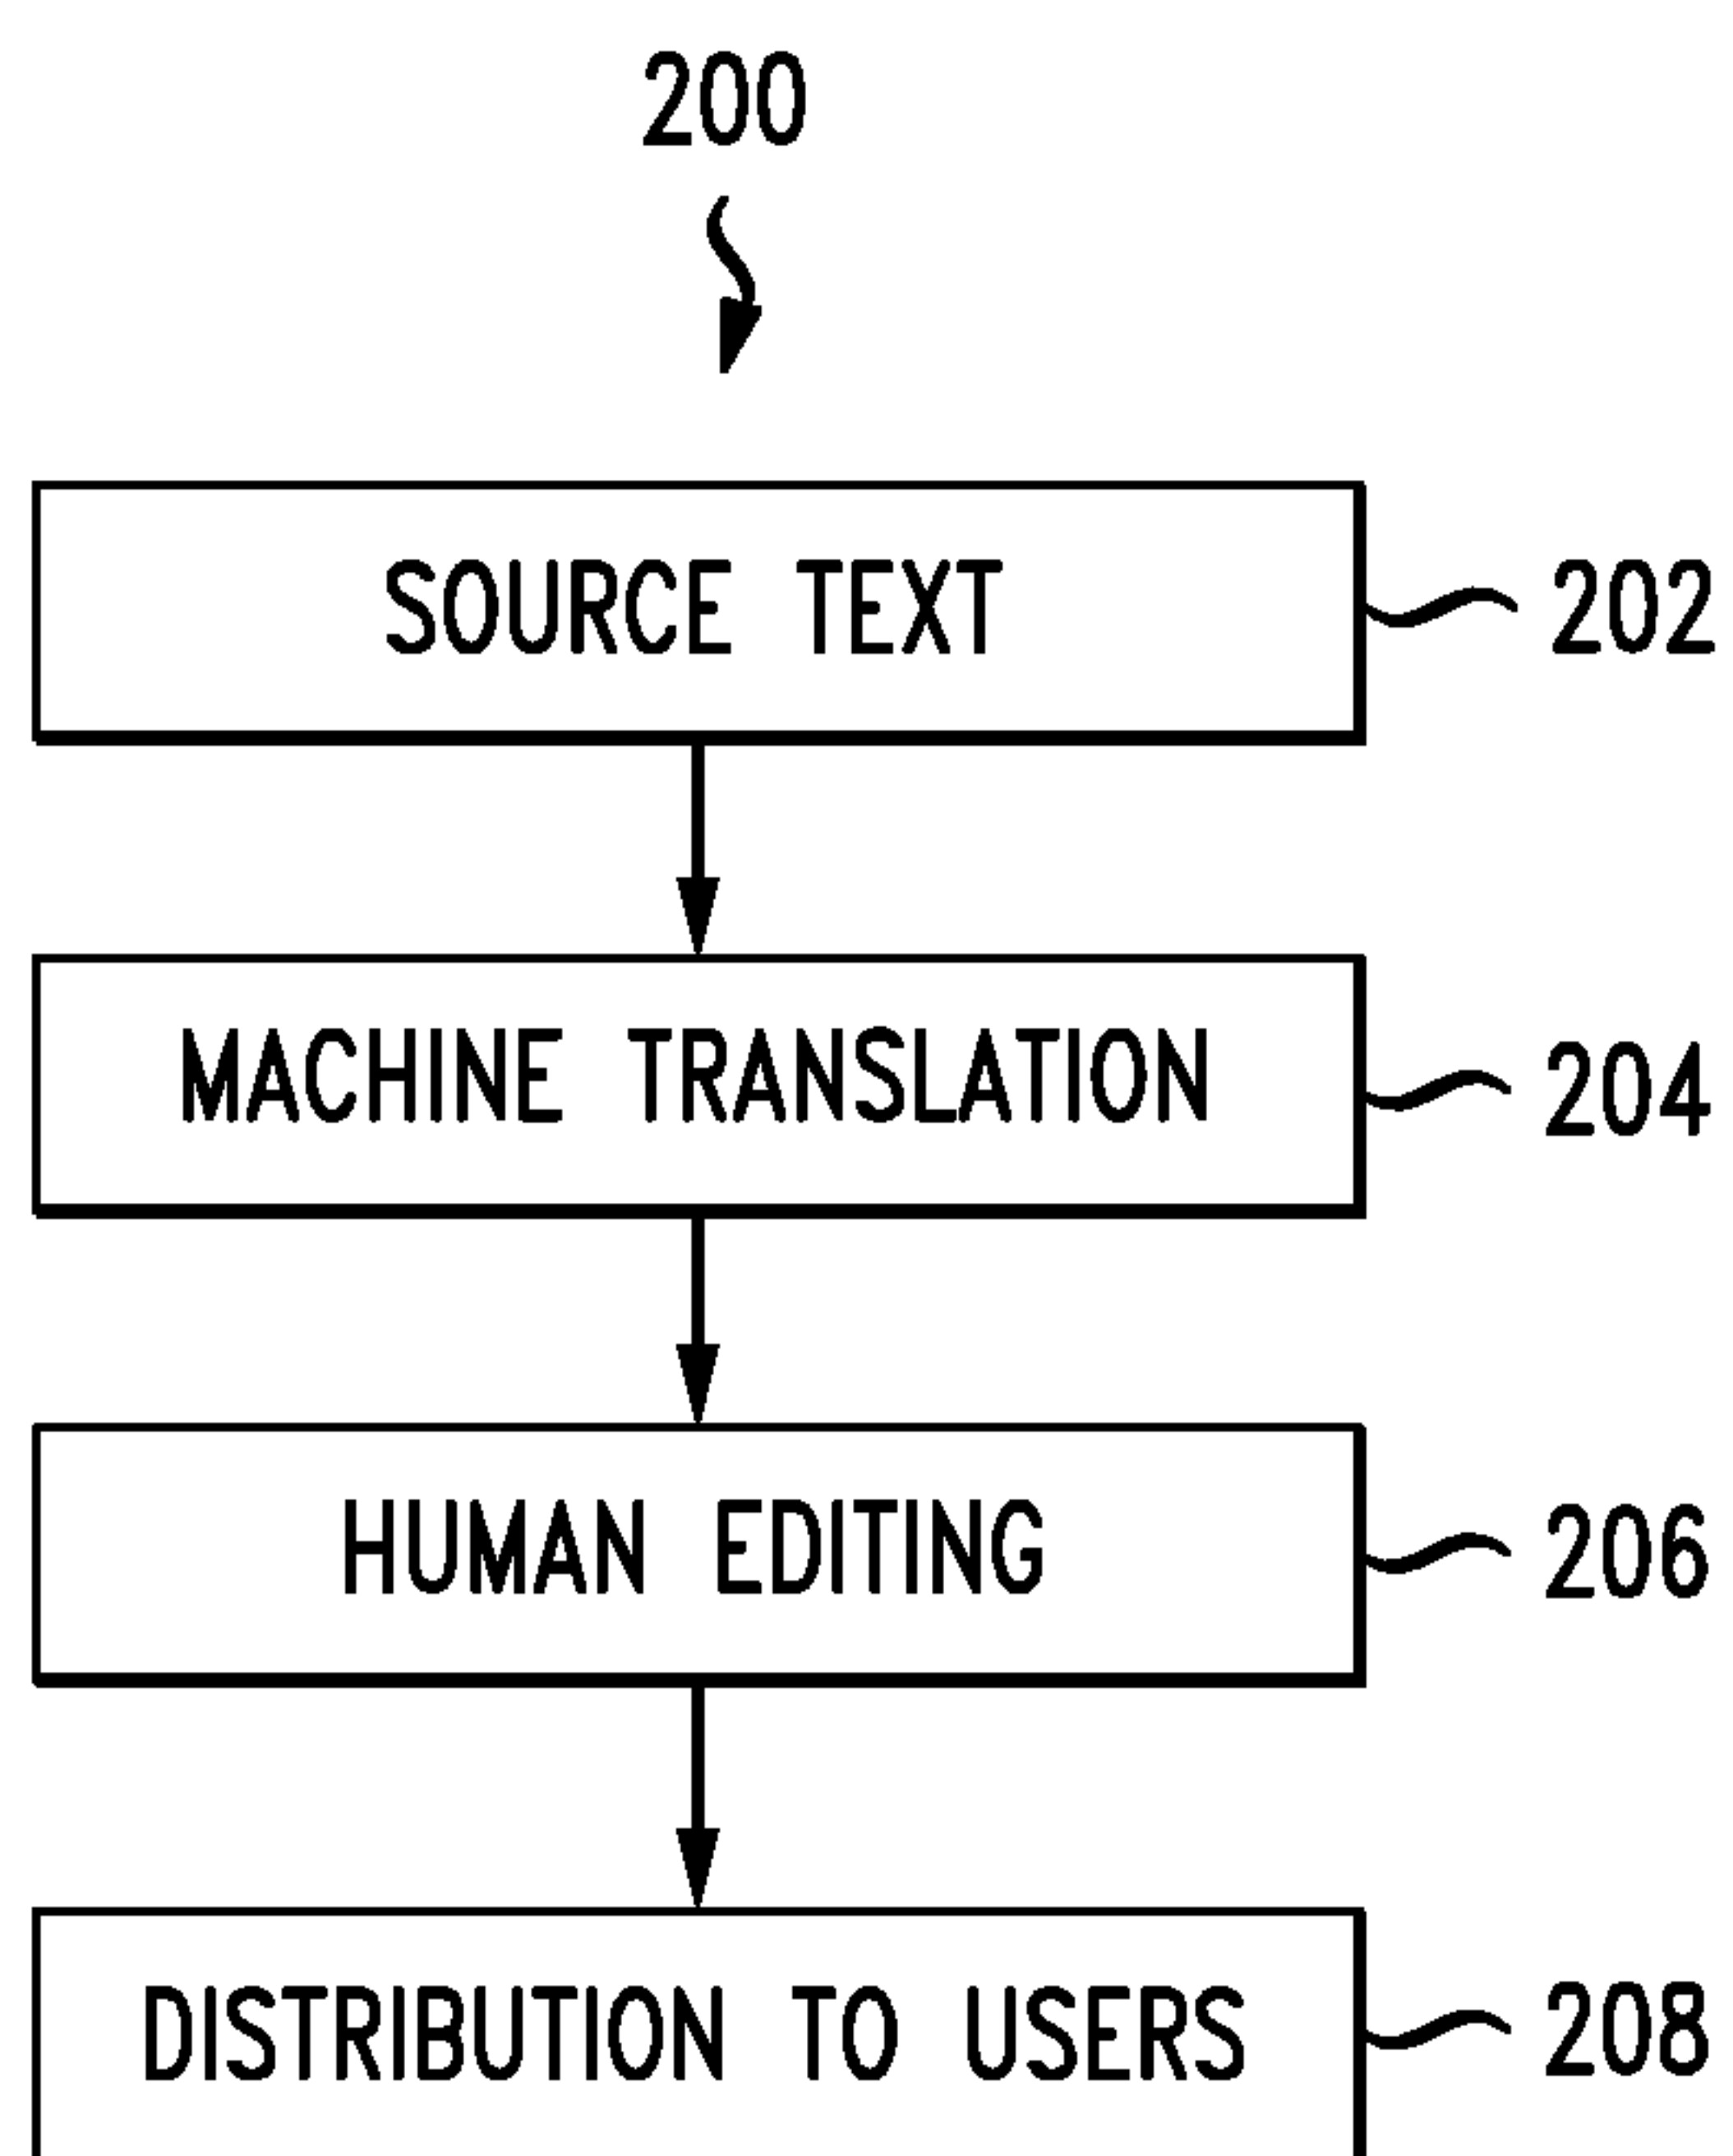 200
SOURCE TEXT 202
MACHINE TRANSLATION 204
HUMAN EDITING 206
DISTRIBUTION TO USERS 208